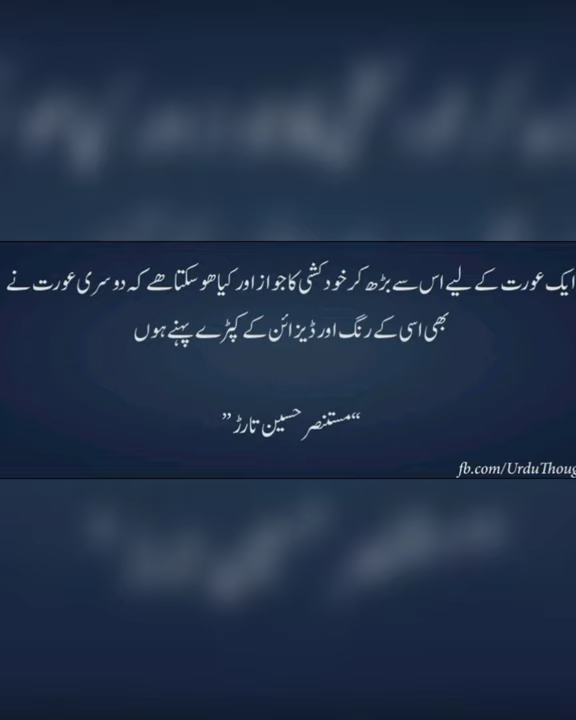 ایک عورت کے لیے اس سے بڑھ کر خودکشی کا جواز اور کیا ھو سکتا ھے کہ دوسری عورت نے
بھی اسی کے رنگ اور ڈیزائن کے کپڑے پہنے ہوں
“مستنصر حسین تارڑ”
fb.com/UrduThoug